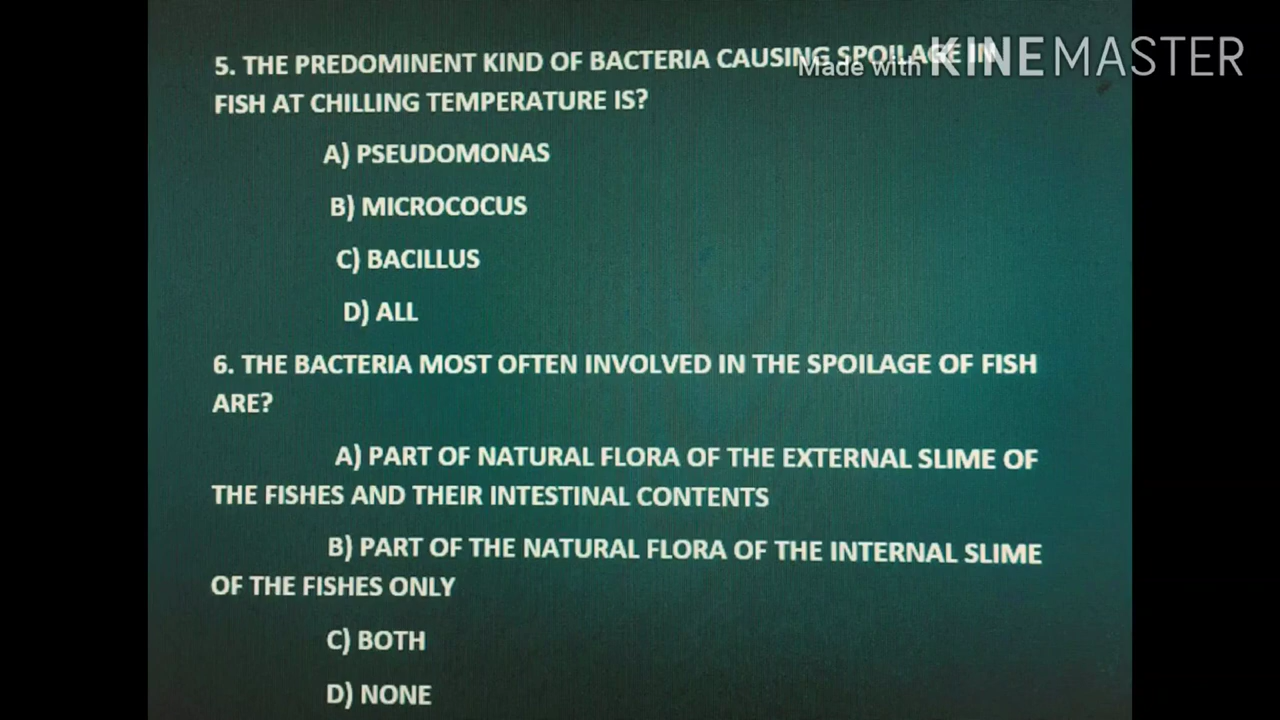 Made with KINEMASTER
5. THE PREDOMINENT KIND OF BACTERIA CAUSING SPOILAGE IN
FISH AT CHILLING TEMPERATURE IS?
A) PSEUDOMONAS
B) MICROCOCUS
C) BACILLUS
D) ALL
6. THE BACTERIA MOST OFTEN INVOLVED IN THE SPOILAGE OF FISH
ARE?
A) PART OF NATURAL FLORA OF THE EXTERNAL SLIME OF
THE FISHES AND THEIR INTESTINAL CONTENTS
B) PART OF THE NATURAL FLORA OF THE INTERNAL SLIME
OF THE FISHES ONLY
C) BOTH
D) NONE